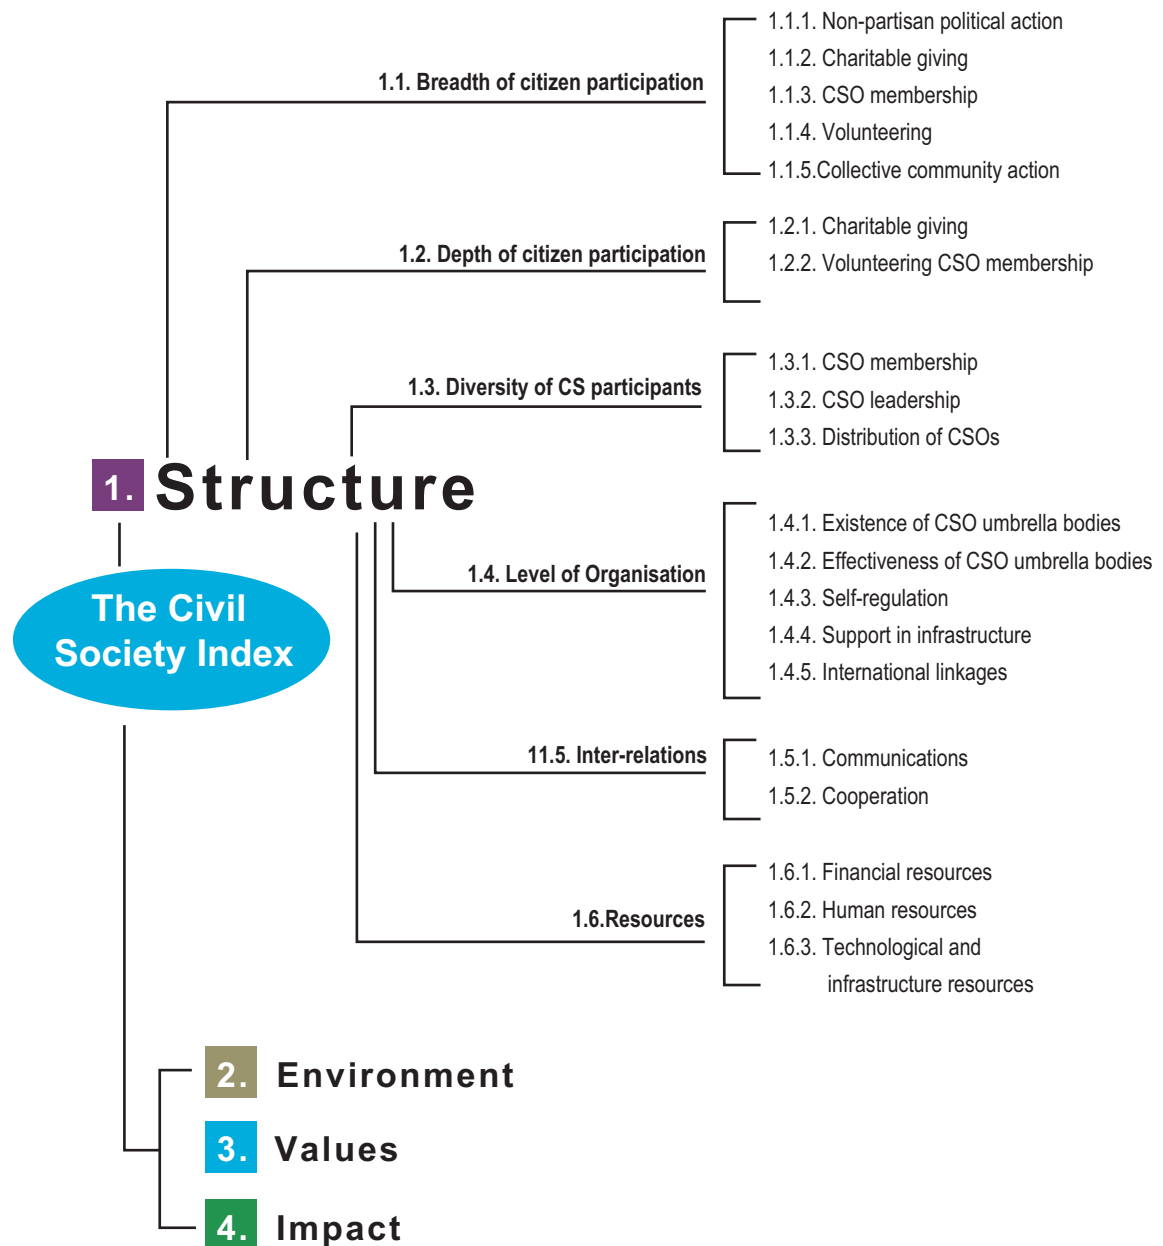 1.1. Breadth of citizen participation
1.1.1. Non-partisan political action
1.1.2. Charitable giving
1.1.3. CSO membership
1.1.4. Volunteering
1.1.5.Collective community action
1.2. Depth of citizen participation
1.2.1. Charitable giving
1.2.2. Volunteering CSO membership
1.3. Diversity of CS participants
1.3.1. CSO membership
1.3.2. CSO leadership
1.3.3. Distribution of CSOs
1. Structure
1.4. Level of Organisation
1.4.1. Existence of CSO umbrella bodies
1.4.2. Effectiveness of CSO umbrella bodies
1.4.3. Self-regulation
1.4.4. Support in infrastructure
1.4.5. International linkages
The Civil
Society Index
11.5. Inter-relations
1.5.1. Communications
1.5.2. Cooperation
1.6.Resources
1.6.1. Financial resources
1.6.2. Human resources
1.6.3. Technological and
infrastructure resources
2. Environment
3. Values
4. Impact